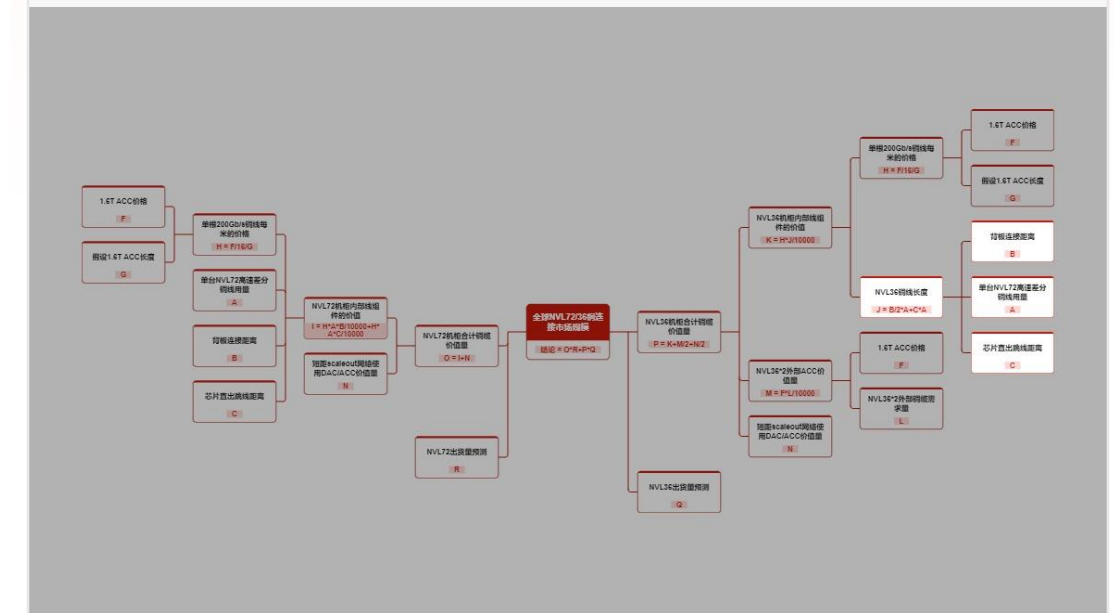 1.6T ACC价格
F
假设1.6T ACC长度
G
单根200Gb/s铜线每
米的价格
H = F/16/G
单台NVL72高速差分
铜线用量
A
背板连接距离
B
芯片直出跳线距离
C
NVL72机柜内部线组
件的价值
I = H*A*B/10000+H*
A*C/10000
短距scaleout网络使
用DAC/ACC价值量
N
NVL72机柜合计铜缆
价值量
O = I+N
NVL72出货量预测
R
全球NVL72/36铜连
接市场规模
结论 = O*R+P*Q
NVL36机柜合计铜缆
价值量
P = K+M/2+N/2
NVL36出货量预测
Q
NVL36机柜内部线组
件的价值
K = H*J/10000
NVL36*2外部ACC价
值量
M = F*L/10000
短距scaleout网络使
用DAC/ACC价值量
N
单根200Gb/s铜线每
米的价格
H = F/16/G
1.6T ACC价格
F
假设1.6T ACC长度
G
NVL36铜线长度
J = B/2*A+C*A
背板连接距离
B
单台NVL72高速差分
铜线用量
A
芯片直出跳线距离
C
1.6T ACC价格
F
NVL36*2外部铜缆需
求量
L